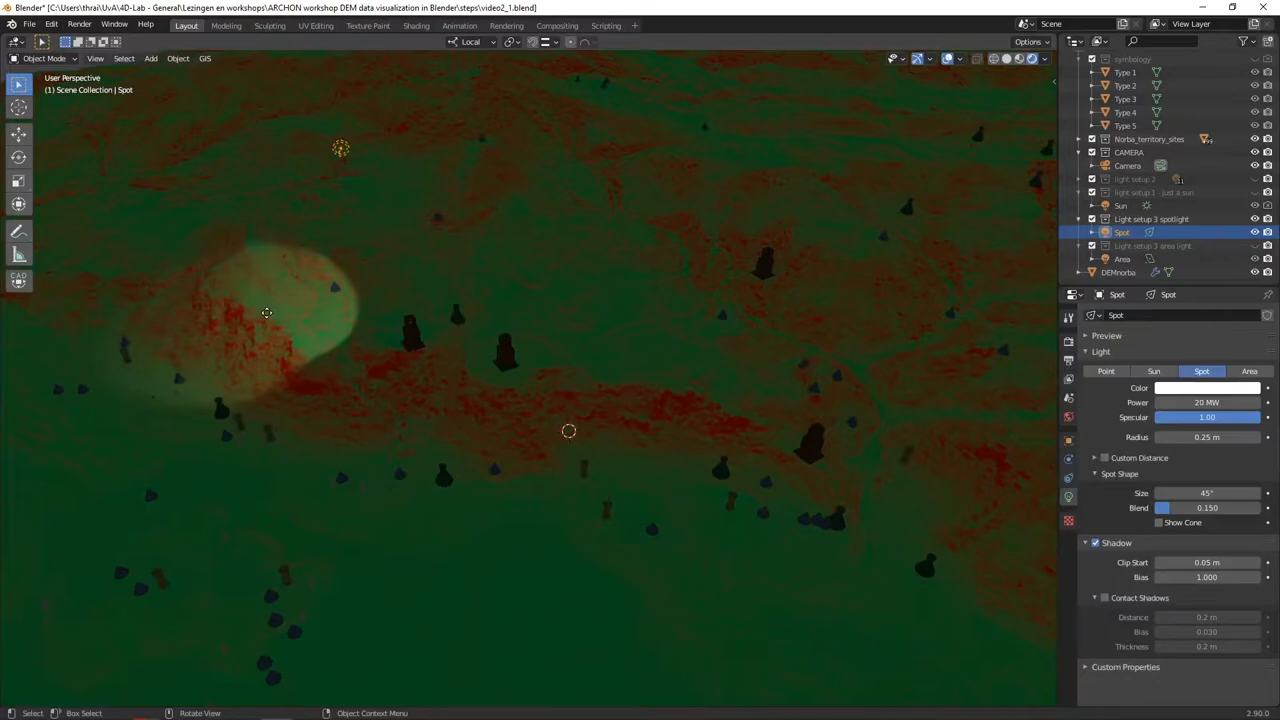 Blender* [C:\Users\thrai\UvA\4D-Lab - General\Lezingen en workshops\ARCHON workshop DEM data visualization in Blender\steps\video2_1.blend]
File Edit Render Window Help Layout Modeling Sculpting UV Editing Texture Paint Shading Animation Rendering Compositing Scripting + Scene View Layer
Local Options
Object Mode View Select Add Object GIS
User Perspective
(1) Scene Collection | Spot
CAD
symbology
Type 1
Type 2
Type 3
Type 4
Type 5
Norba_territory_sites
CAMERA
Camera
light setup 2
light setup 1 - just a sun
Sun
Light setup 3 spotlight
Spot
Light setup 3 area light
Area
DEMnorba
Spot Spot
Spot
Preview
Light
Point Sun Spot Area
Color
Power 20 MW
Specular 1.00
Radius 0.25 m
Custom Distance
Spot Shape
Size 45°
Blend 0.150
Show Cone
Shadow
Clip Start 0.05 m
Bias 1.000
Contact Shadows
Distance 0.2 m
Bias 0.030
Thickness 0.2 m
Custom Properties
Select Box Select Rotate View Object Context Menu 2.90.0